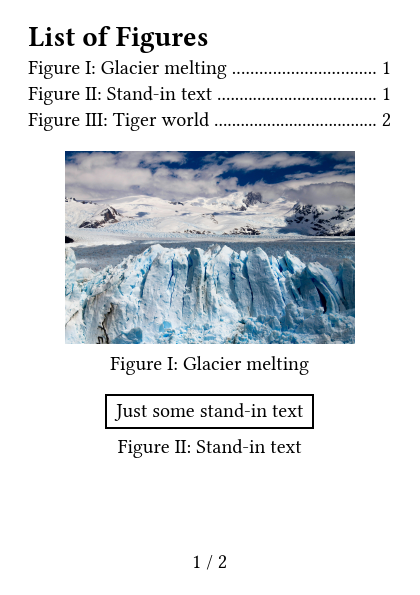 List of Figures
Figure I: Glacier melting ................................ 1
Figure II: Stand-in text .................................... 1
Figure III: Tiger world ..................................... 2
Figure I: Glacier melting
Just some stand-in text
Figure II: Stand-in text
1 / 2